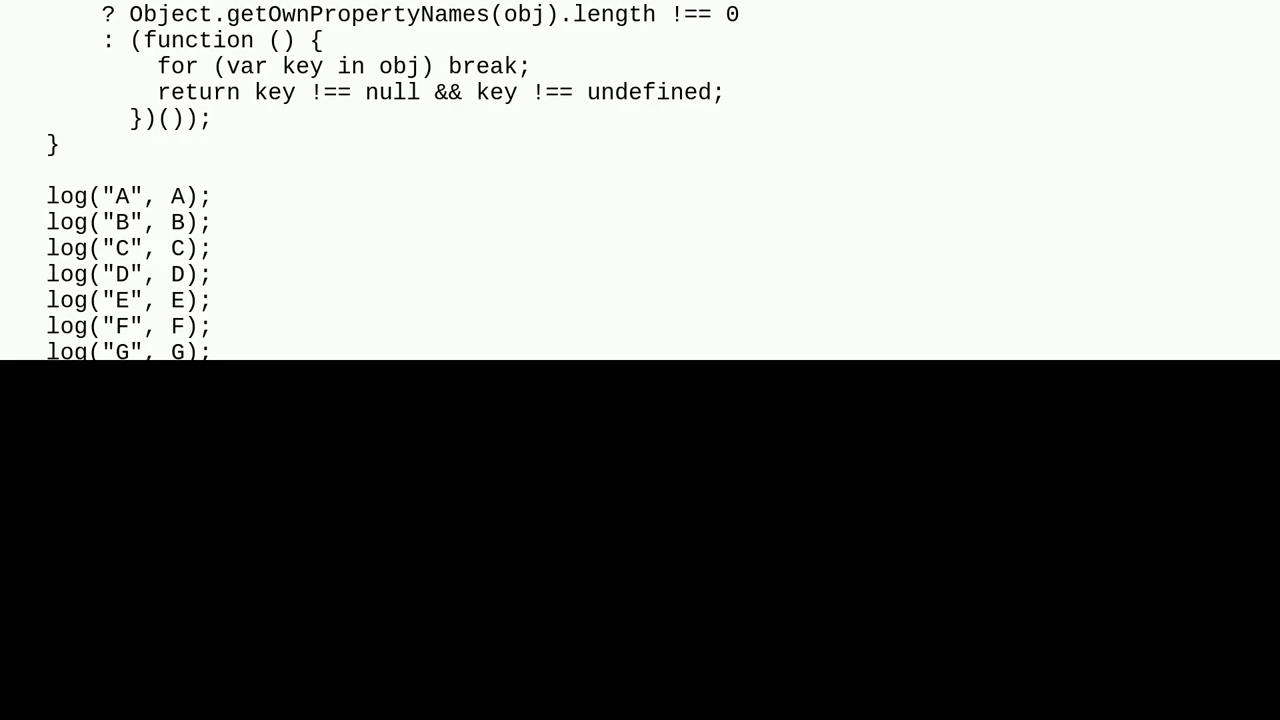 ? Object.getOwnPropertyNames(obj).length !== 0
: (function () {
for (var key in obj) break;
return key !== null && key !== undefined;
})());
}
log("A", A);
log("B", B);
log("C", C);
log("D", D);
log("E", E);
log("F", F);
log("G", G);